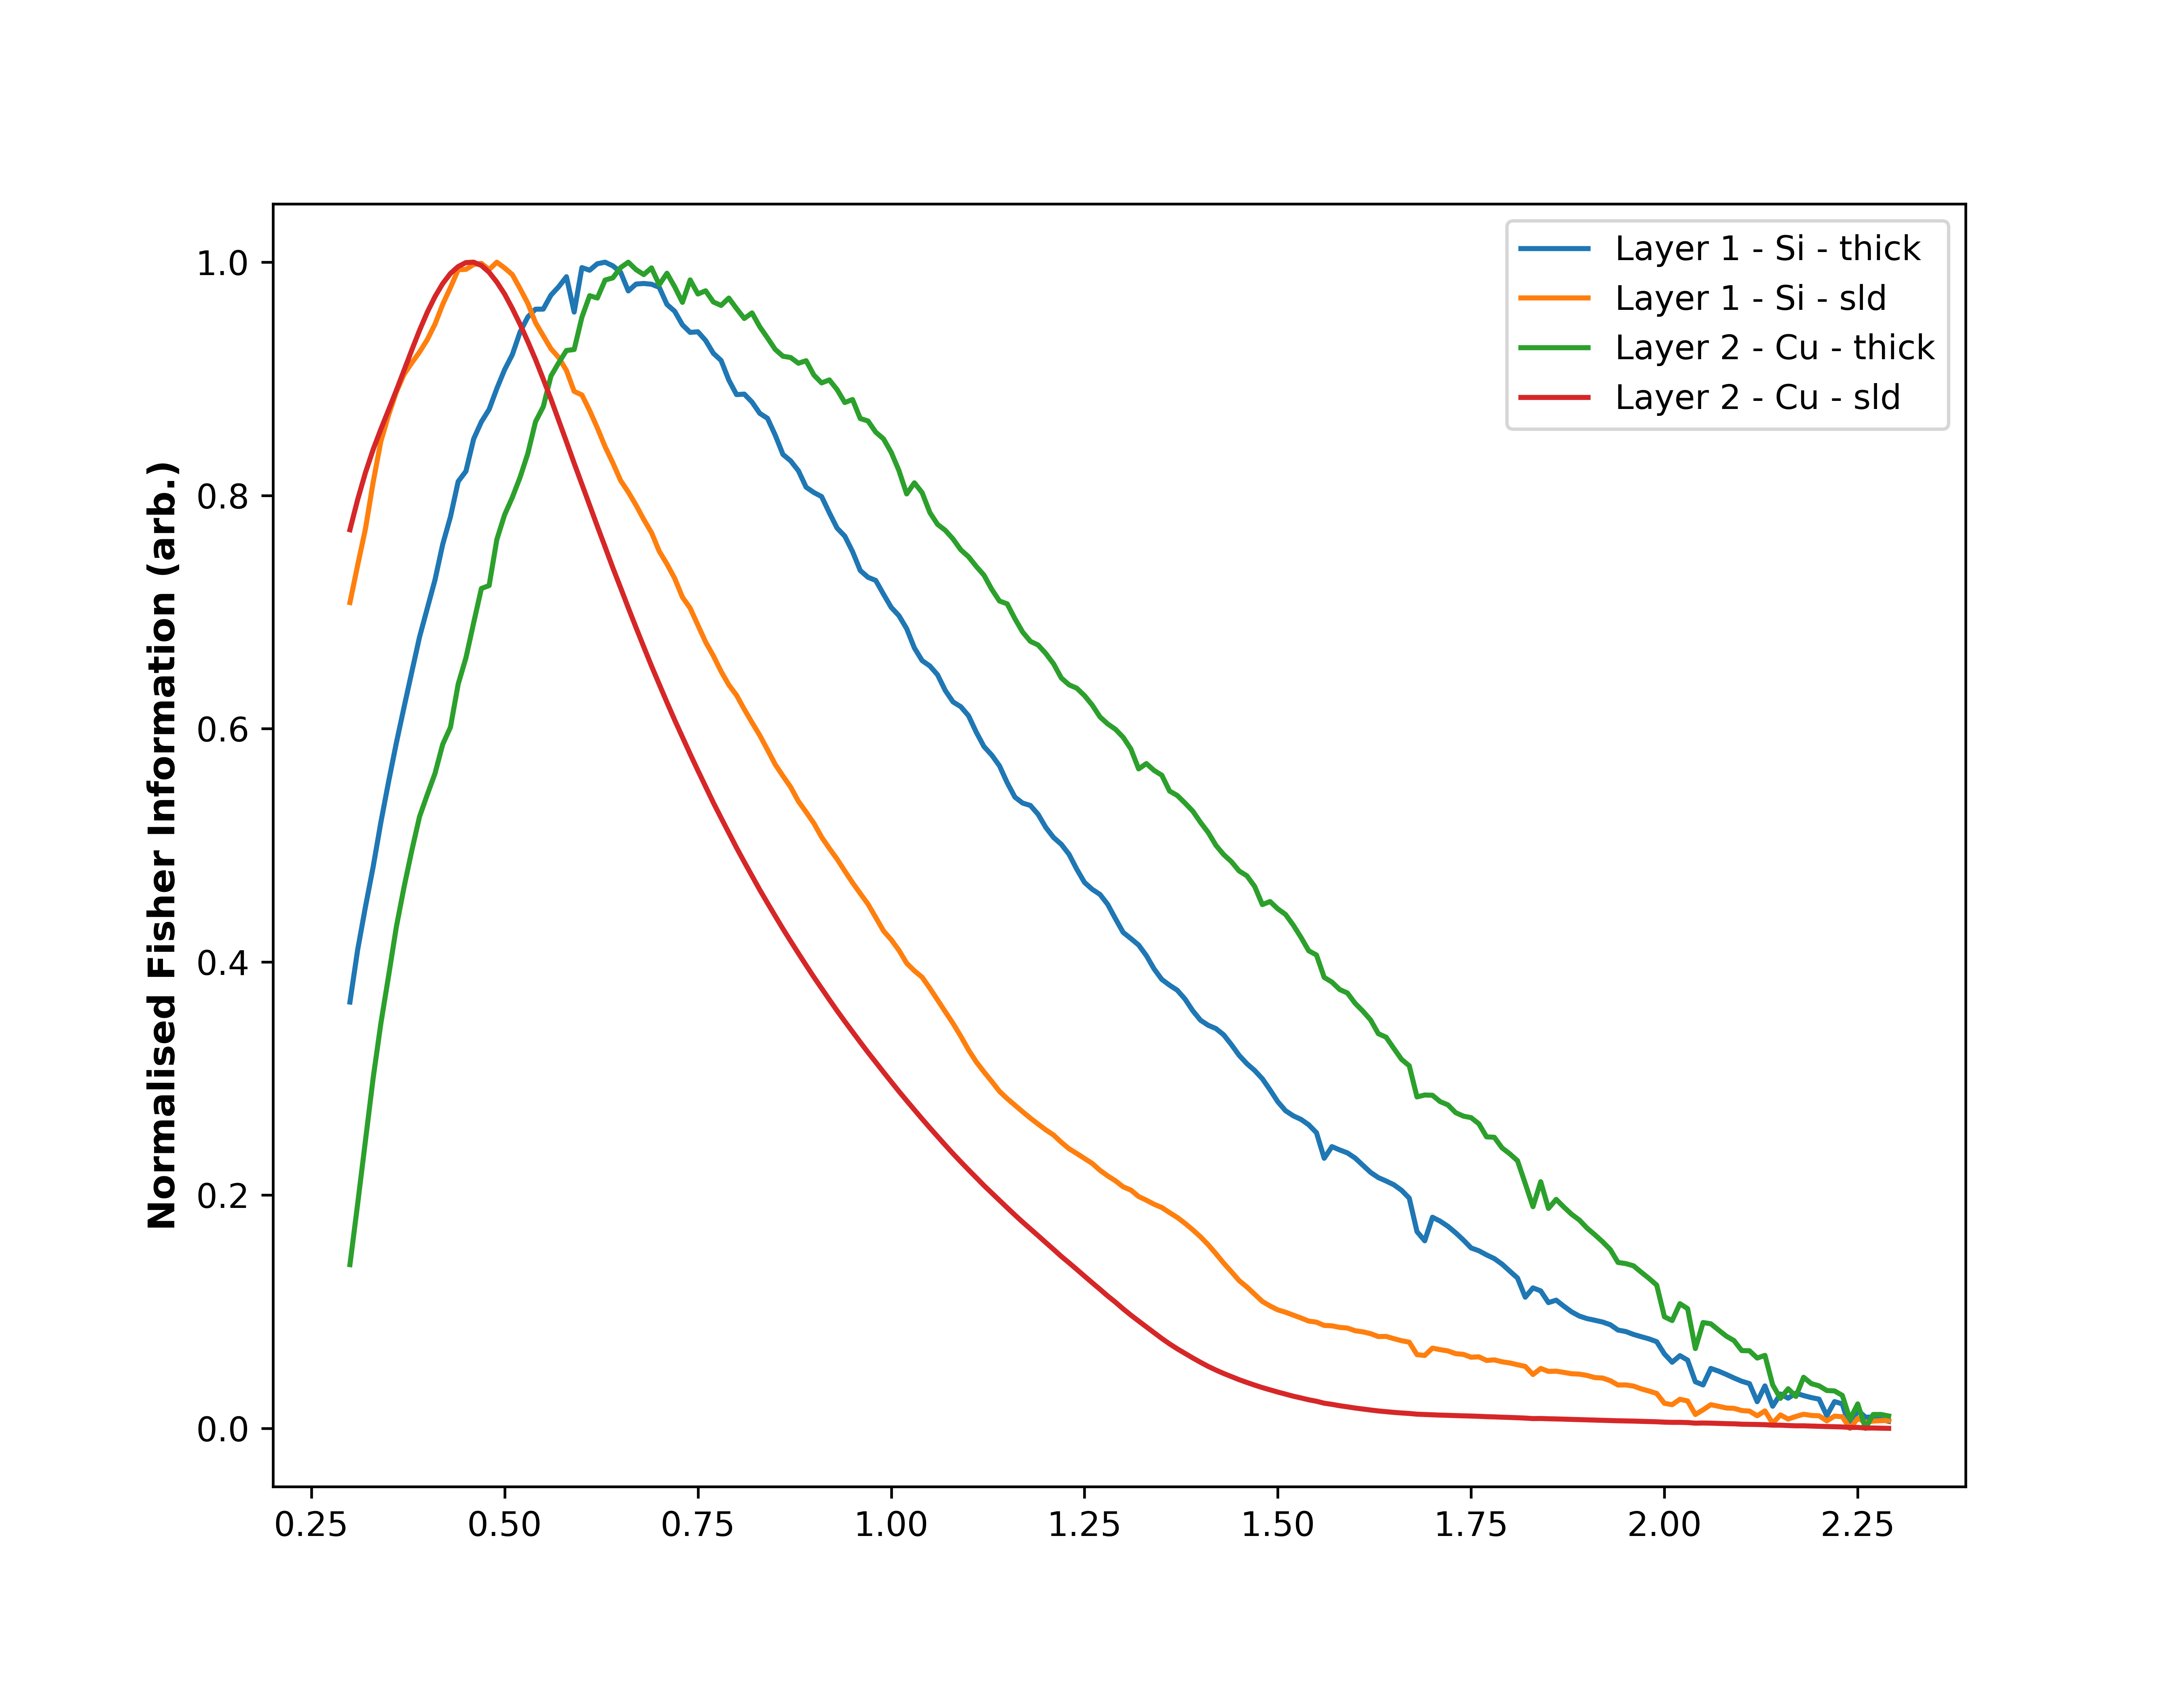 Normalised Fisher Information (arb.)
1.0
0.8
0.6
0.4
0.2
0.0
0.25 0.50 0.75 1.00 1.25 1.50 1.75 2.00 2.25
Layer 1 - Si - thick
Layer 1 - Si - sld
Layer 2 - Cu - thick
Layer 2 - Cu - sld